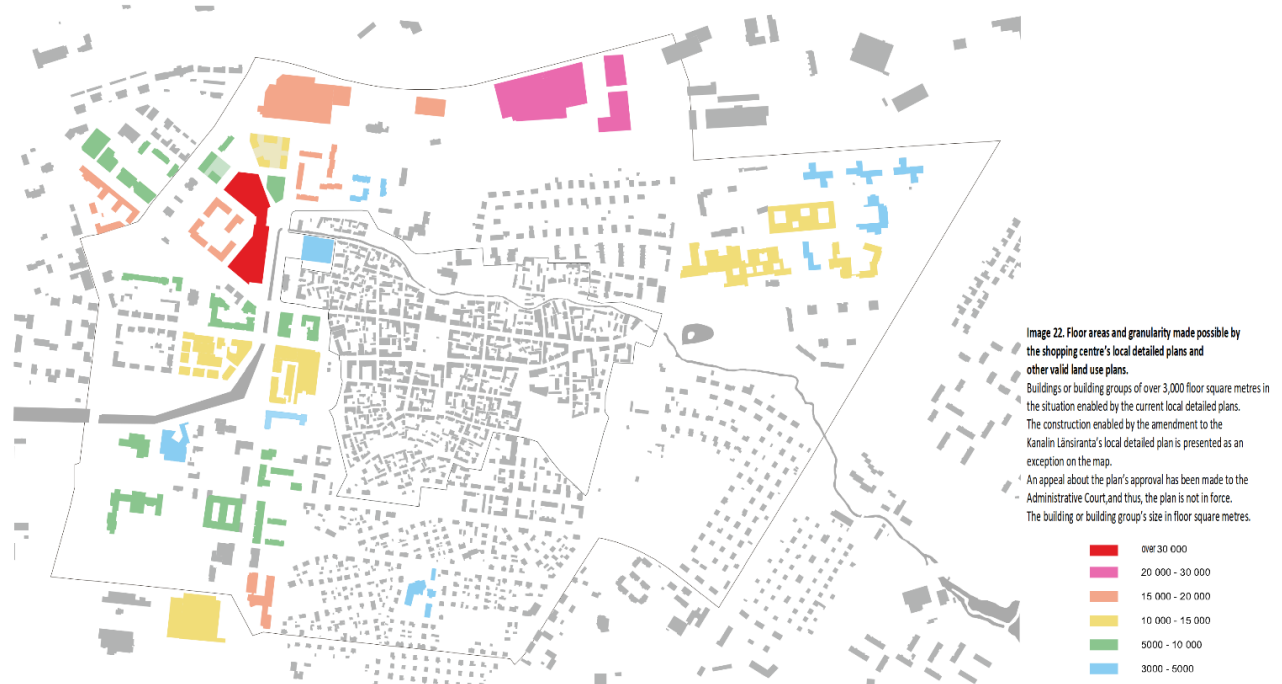 Image 22. Floor areas and granularity made possible by
the shopping centre's local detailed plans and
other valid land use plans.
Buildings or building groups of over 3,000 floor square metres in
the situation enabled by the current local detailed plans.
The construction enabled by the amendment to the
Kanalin Länsiranta's local detailed plan is presented as an
exception on the map.
An appeal about the plan's approval has been made to the
Administrative Court,and thus, the plan is not in force.
The building or building group's size in floor square metres.
over 30 000
20 000 - 30 000
15 000 - 20 000
10 000 - 15 000
5000 - 10 000
3000 - 5000